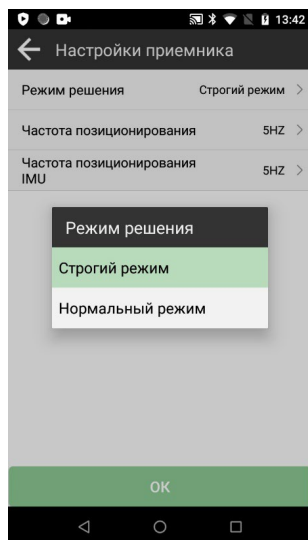 13:42
Настройки приемника
Режим решения Строгий режим
Частота позиционирования 5HZ
Частота позиционирования
IMU 5HZ
Режим решения
Строгий режим
Нормальный режим
OK